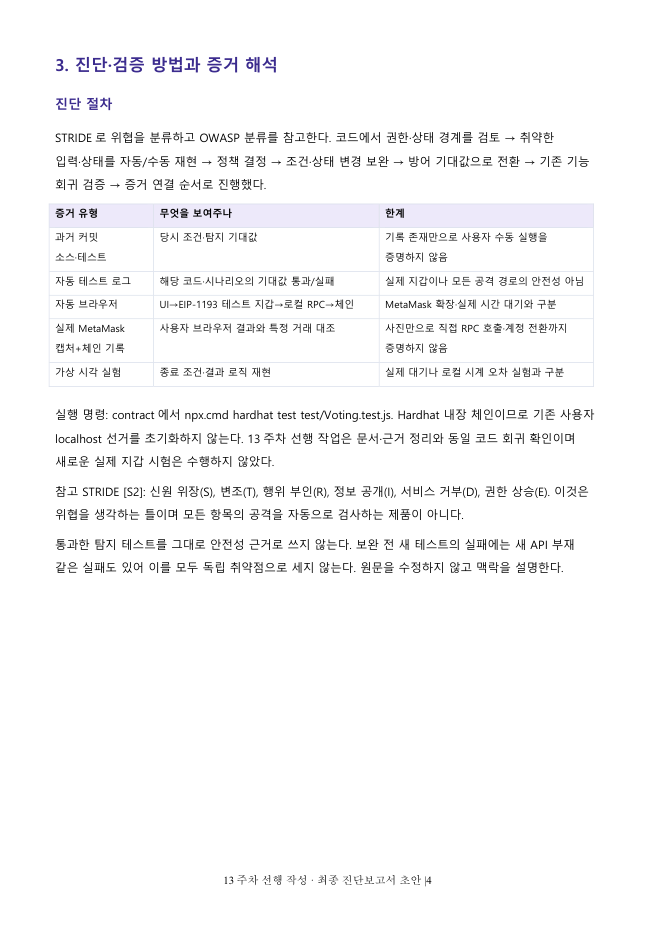 3. 진단·검증 방법과 증거 해석
진단 절차
STRIDE 로 위협을 분류하고 OWASP 분류를 참고한다. 코드에서 권한·상태 경계를 검토 → 취약한
입력·상태를 자동/수동 재현 → 정책 결정 → 조건·상태 변경 보완 → 방어 기대값으로 전환 → 기존 기능
회귀 검증 → 증거 연결 순서로 진행했다.
증거 유형 무엇을 보여주나 한계
과거 커밋 당시 조건·탐지 기대값 기록 존재만으로 사용자 수동 실행을
소스·테스트 증명하지 않음
자동 테스트 로그 해당 코드·시나리오의 기대값 통과/실패 실제 지갑이나 모든 공격 경로의 안전성 아님
자동 브라우저 UI→EIP-1193 테스트 지갑→로컬 RPC→체인 MetaMask 확장·실제 시간 대기와 구분
실제 MetaMask 사용자 브라우저 결과와 특정 거래 대조 사진만으로 직접 RPC 호출·계정 전환까지
캡처+체인 기록 증명하지 않음
가상 시각 실험 종료 조건·결과 로직 재현 실제 대기나 로컬 시계 오차 실험과 구분
실행 명령: contract 에서 npx.cmd hardhat test test/Voting.test.js. Hardhat 내장 체인이므로 기존 사용자
localhost 선거를 초기화하지 않는다. 13 주차 선행 작업은 문서·근거 정리와 동일 코드 회귀 확인이며
새로운 실제 지갑 시험은 수행하지 않았다.
참고 STRIDE [S2]: 신원 위장(S), 변조(T), 행위 부인(R), 정보 공개(I), 서비스 거부(D), 권한 상승(E). 이것은
위협을 생각하는 틀이며 모든 항목의 공격을 자동으로 검사하는 제품이 아니다.
통과한 탐지 테스트를 그대로 안전성 근거로 쓰지 않는다. 보완 전 새 테스트의 실패에는 새 API 부재
같은 실패도 있어 이를 모두 독립 취약점으로 세지 않는다. 원문을 수정하지 않고 맥락을 설명한다.
13 주차 선행 작성 · 최종 진단보고서 초안 |4